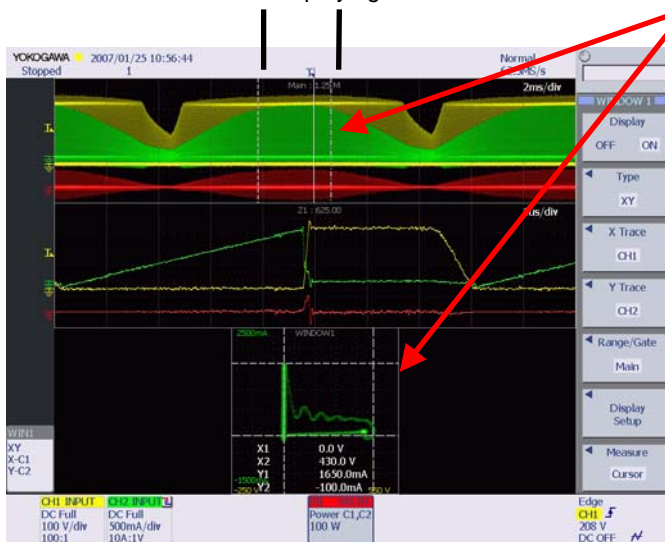 YOKOGAWA 2007/01/25 10:56:44
Normal
Stopped 1
Main : 1.25 M
2ms/div
Z1 : 625.00
WINDOW 1
Display
OFF ON
Type
XY
X Trace
CH1
Y Trace
CH2
Range/Gate
Main
Display
Setup
Measure
Cursor
2500mA WINDOW1
X1 0.0 V
X2 430.0 V
Y1 1650.0mA
Y2 -100.0mA
-1500mA
WIN1
XY
X-C1
Y-C2
CH1 INPUT
DC Full
100 V/div
100:1
CH2 INPUT
DC Full
500mA/div
10A:1V
Power C1,C2
100 W
Edge
CH1
208 V
DC OFF